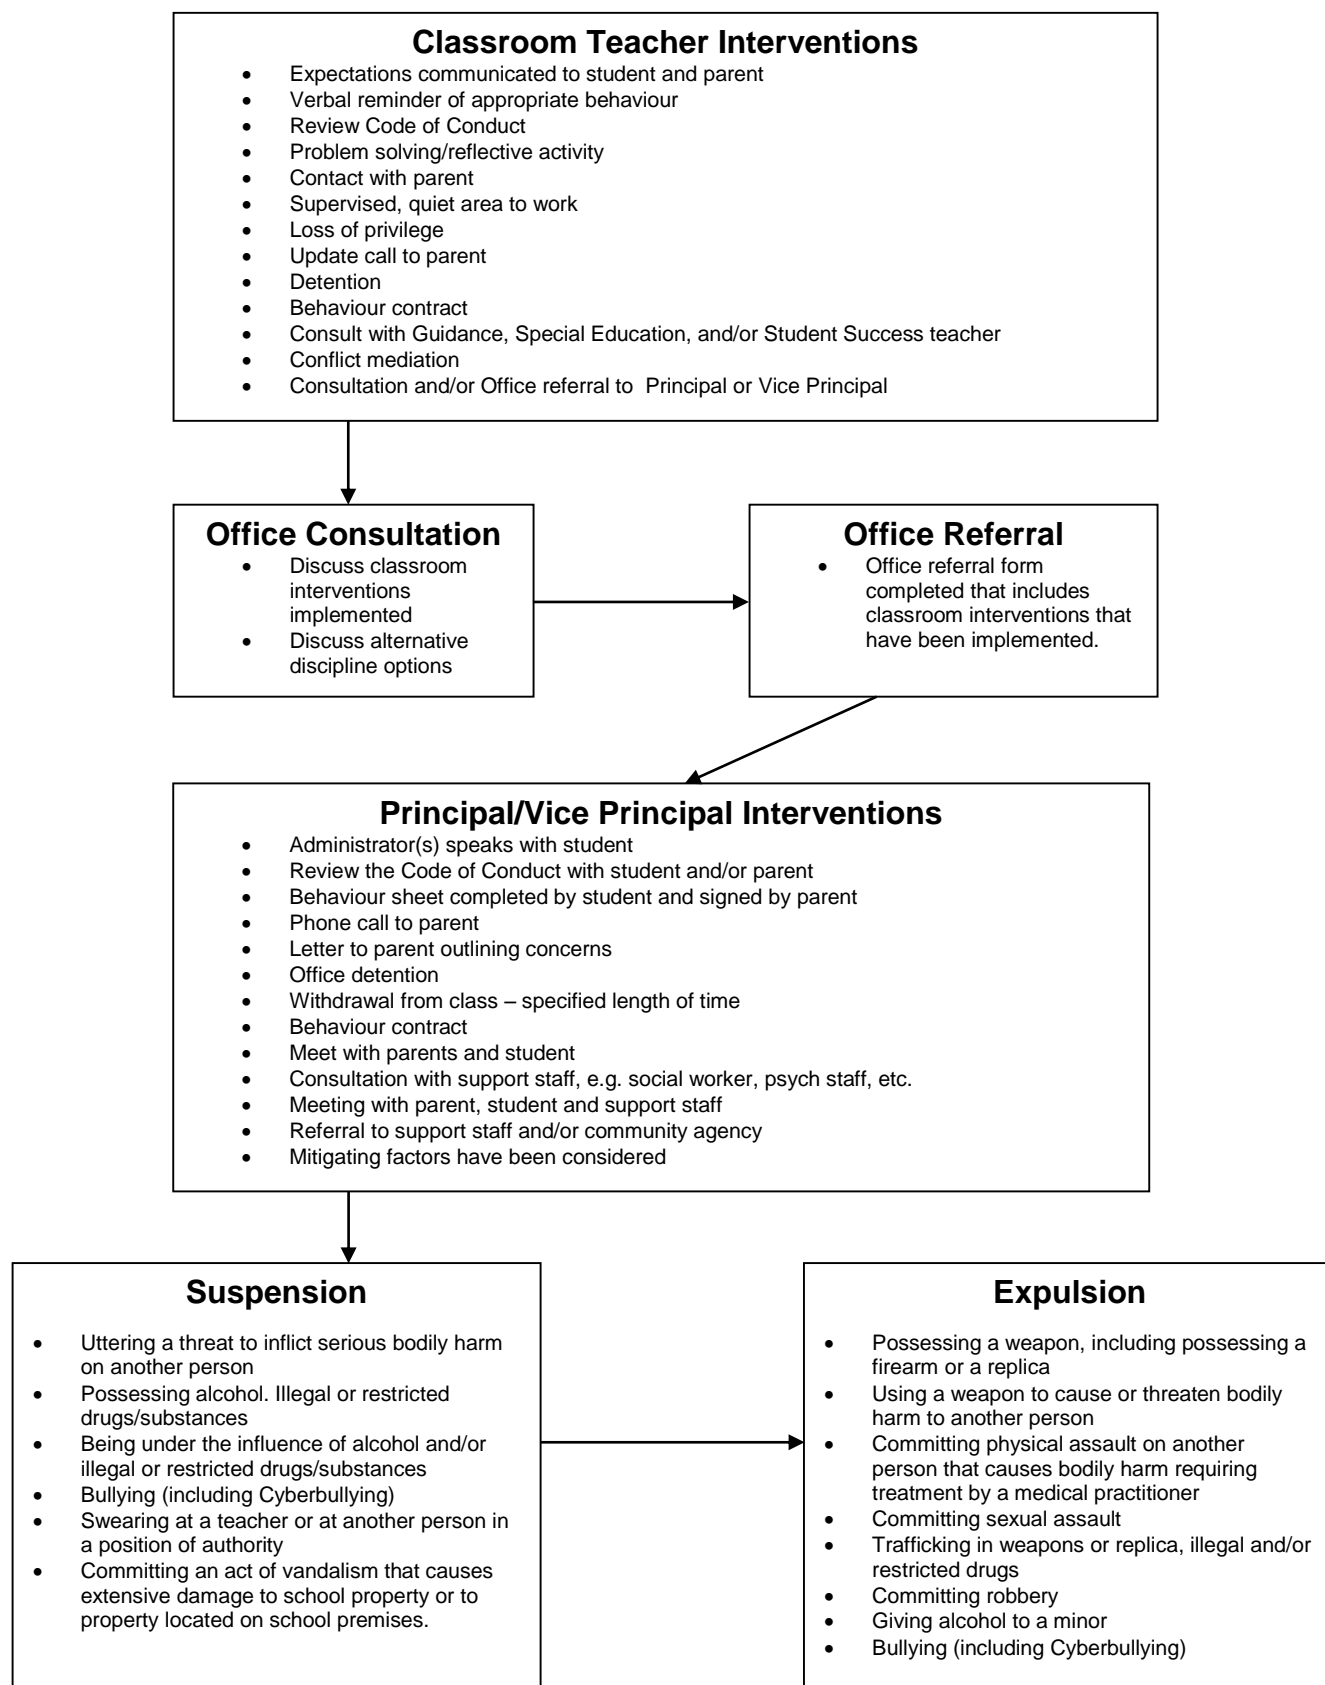 Classroom Teacher Interventions
• Expectations communicated to student and parent
• Verbal reminder of appropriate behaviour
• Review Code of Conduct
• Problem solving/reflective activity
• Contact with parent
• Supervised, quiet area to work
• Loss of privilege
• Update call to parent
• Detention
• Behaviour contract
• Consult with Guidance, Special Education, and/or Student Success teacher
• Conflict mediation
• Consultation and/or Office referral to  Principal or Vice Principal
Office Consultation
• Discuss classroom
interventions
implemented
• Discuss alternative
discipline options
Office Referral
• Office referral form
completed that includes
classroom interventions that
have been implemented.
Principal/Vice Principal Interventions
• Administrator(s) speaks with student
• Review the Code of Conduct with student and/or parent
• Behaviour sheet completed by student and signed by parent
• Phone call to parent
• Letter to parent outlining concerns
• Office detention
• Withdrawal from class – specified length of time
• Behaviour contract
• Meet with parents and student
• Consultation with support staff, e.g. social worker, psych staff, etc.
• Meeting with parent, student and support staff
• Referral to support staff and/or community agency
• Mitigating factors have been considered
Suspension
• Uttering a threat to inflict serious bodily harm
on another person
• Possessing alcohol. Illegal or restricted
drugs/substances
• Being under the influence of alcohol and/or
illegal or restricted drugs/substances
• Bullying (including Cyberbullying)
• Swearing at a teacher or at another person in
a position of authority
• Committing an act of vandalism that causes
extensive damage to school property or to
property located on school premises.
Expulsion
• Possessing a weapon, including possessing a
firearm or a replica
• Using a weapon to cause or threaten bodily
harm to another person
• Committing physical assault on another
person that causes bodily harm requiring
treatment by a medical practitioner
• Committing sexual assault
• Trafficking in weapons or replica, illegal and/or
restricted drugs
• Committing robbery
• Giving alcohol to a minor
• Bullying (including Cyberbullying)